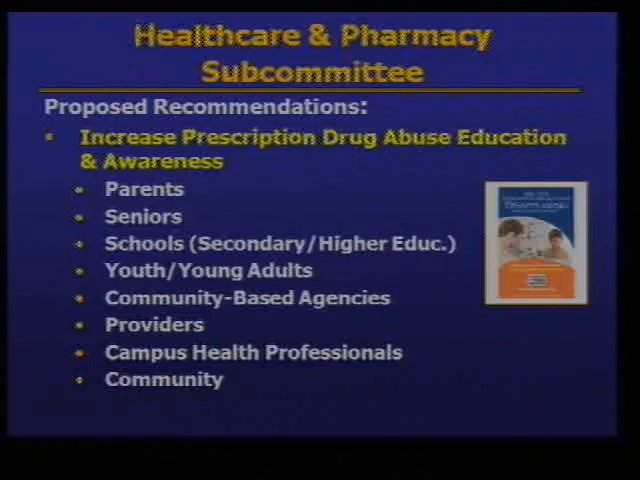 Healthcare & Pharmacy
Subcommittee
Proposed Recommendations:
Increase Prescription Drug Abuse Education
& Awareness
Parents
Seniors
Schools (Secondary/Higher Educ.)
Youth/Young Adults
Community-Based Agencies
Providers
Campus Health Professionals
Community